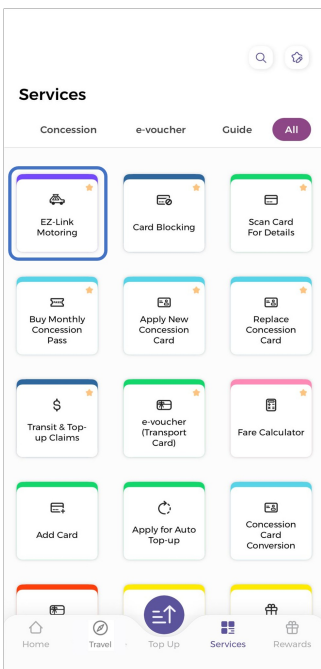 Services
Concession e-voucher Guide All
EZ-Link
Motoring
Card Blocking
Scan Card
For Details
Buy Monthly
Concession
Pass
Apply New
Concession
Card
Replace
Concession
Card
Transit & Top-
up Claims
e-voucher
(Transport
Card)
Fare Calculator
Add Card
Apply for Auto
Top-up
Concession
Card
Conversion
Home Travel Top Up Services Rewards